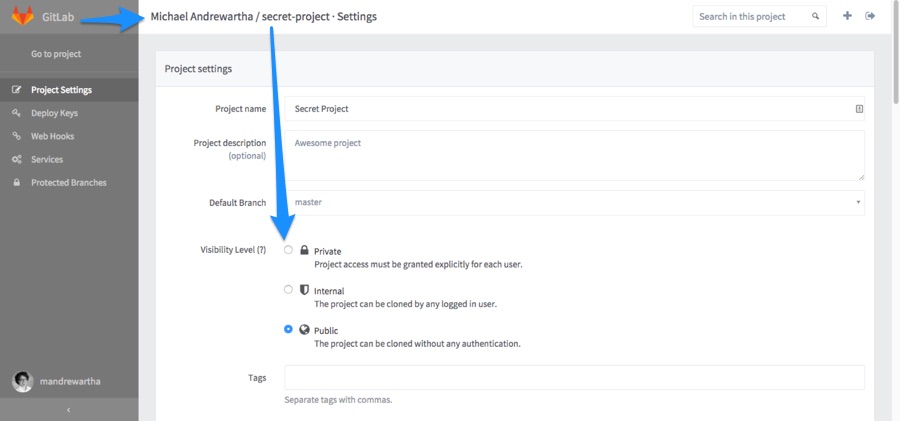 GitLab
Michael Andrewartha / secret-project · Settings
Search in this project
Go to project
Project Settings
Deploy Keys
Web Hooks
Services
Protected Branches
mandrewartha
Project settings
Project name
Secret Project
Project description
(optional)
Awesome project
Default Branch
master
Visibility Level (?)
Private
Project access must be granted explicitly for each user.
Internal
The project can be cloned by any logged in user.
Public
The project can be cloned without any authentication.
Tags
Separate tags with commas.